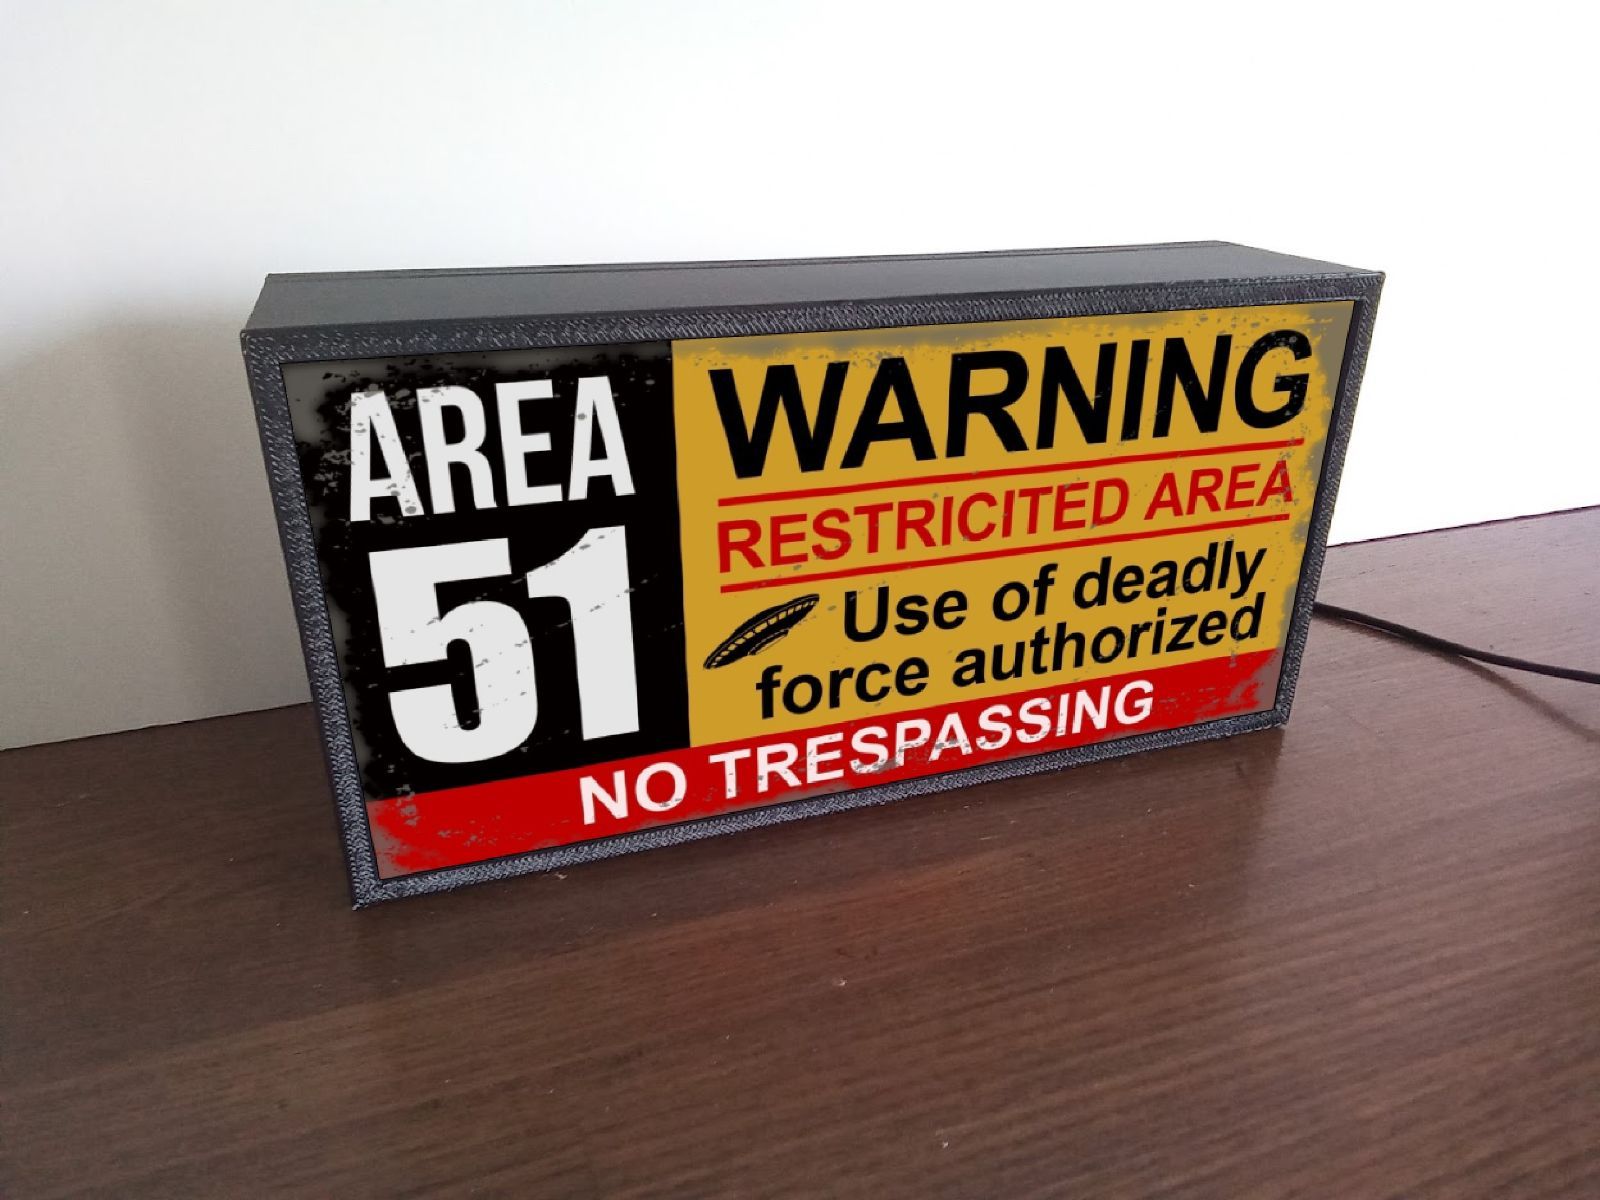 AREA
51
WARNING
RESTRICITED AREA
Use of deadly
force authorized
NO TRESPASSING